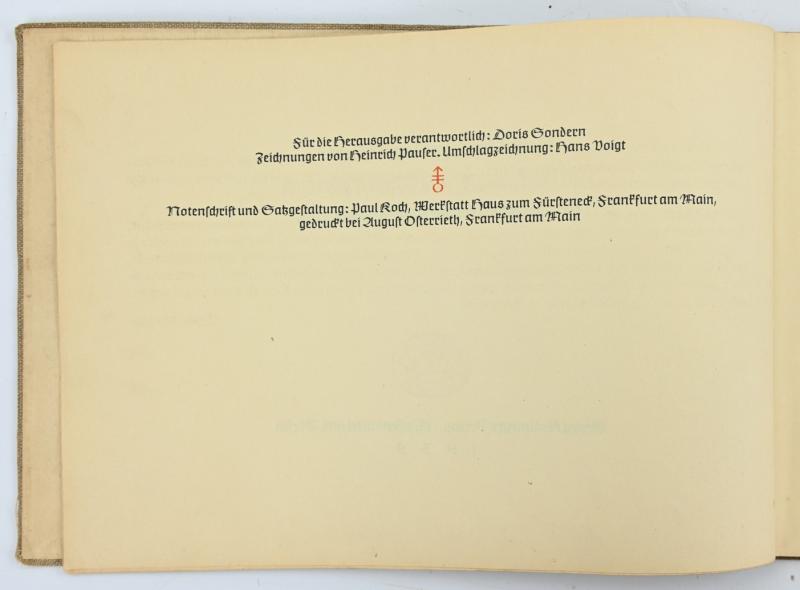 Für die Herausgabe verantwortlich: Doris Sondern
Zeichnungen von Heinrich Pauser. Umschlagzeichnung: Hans Voigt
Notenschrift und Satzgestaltung: Paul Koch, Werkstatt Haus zum Fürsteneck, Frankfurt am Main,
gedruckt bei August Osterrieth, Frankfurt am Main